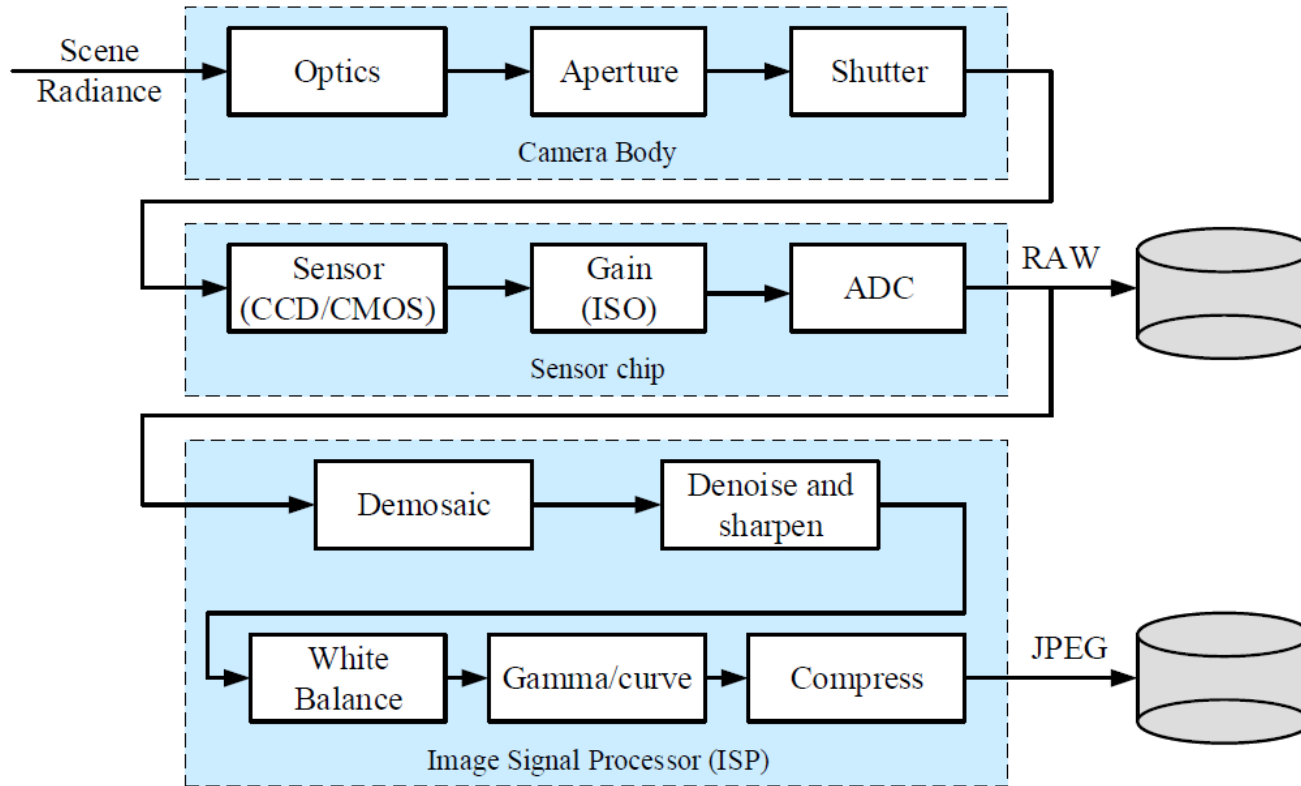 Scene
Radiance
Optics
Aperture
Shutter
Camera Body
Sensor
(CCD/CMOS)
Gain
(ISO)
ADC
RAW
Sensor chip
Demosaic
Denoise and
sharpen
White
Balance
Gamma/curve
Compress
JPEG
Image Signal Processor (ISP)